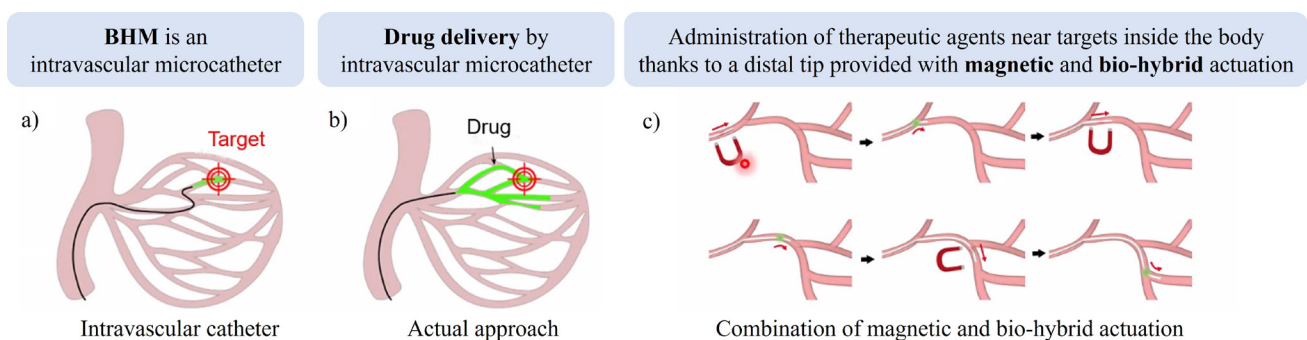 BHM is an
intravascular microcatheter
Drug delivery by
intravascular microcatheter
Administration of therapeutic agents near targets inside the body
thanks to a distal tip provided with magnetic and bio-hybrid actuation
a)
Target
b)
Drug
c)
Intravascular catheter
Actual approach
Combination of magnetic and bio-hybrid actuation